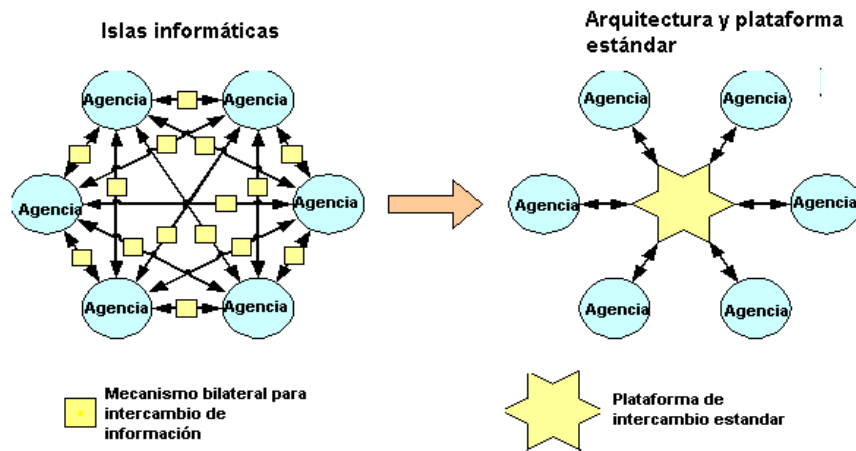 Islas informáticas
Arquitectura y plataforma
estándar
Agencia
Agencia
Agencia
Agencia
Agencia
Agencia
Agencia
Agencia
Agencia
Agencia
Agencia
Agencia
Mecanismo bilateral para
intercambio de
información
Plataforma de
intercambio estandar